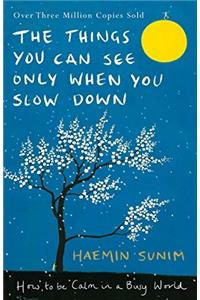 Over Three Million Copies Sold
THE THINGS
YOU CAN SEE
ONLY WHEN YOU
SLOW DOWN
HAEMIN SUNIM
How to be Calm in a Busy World